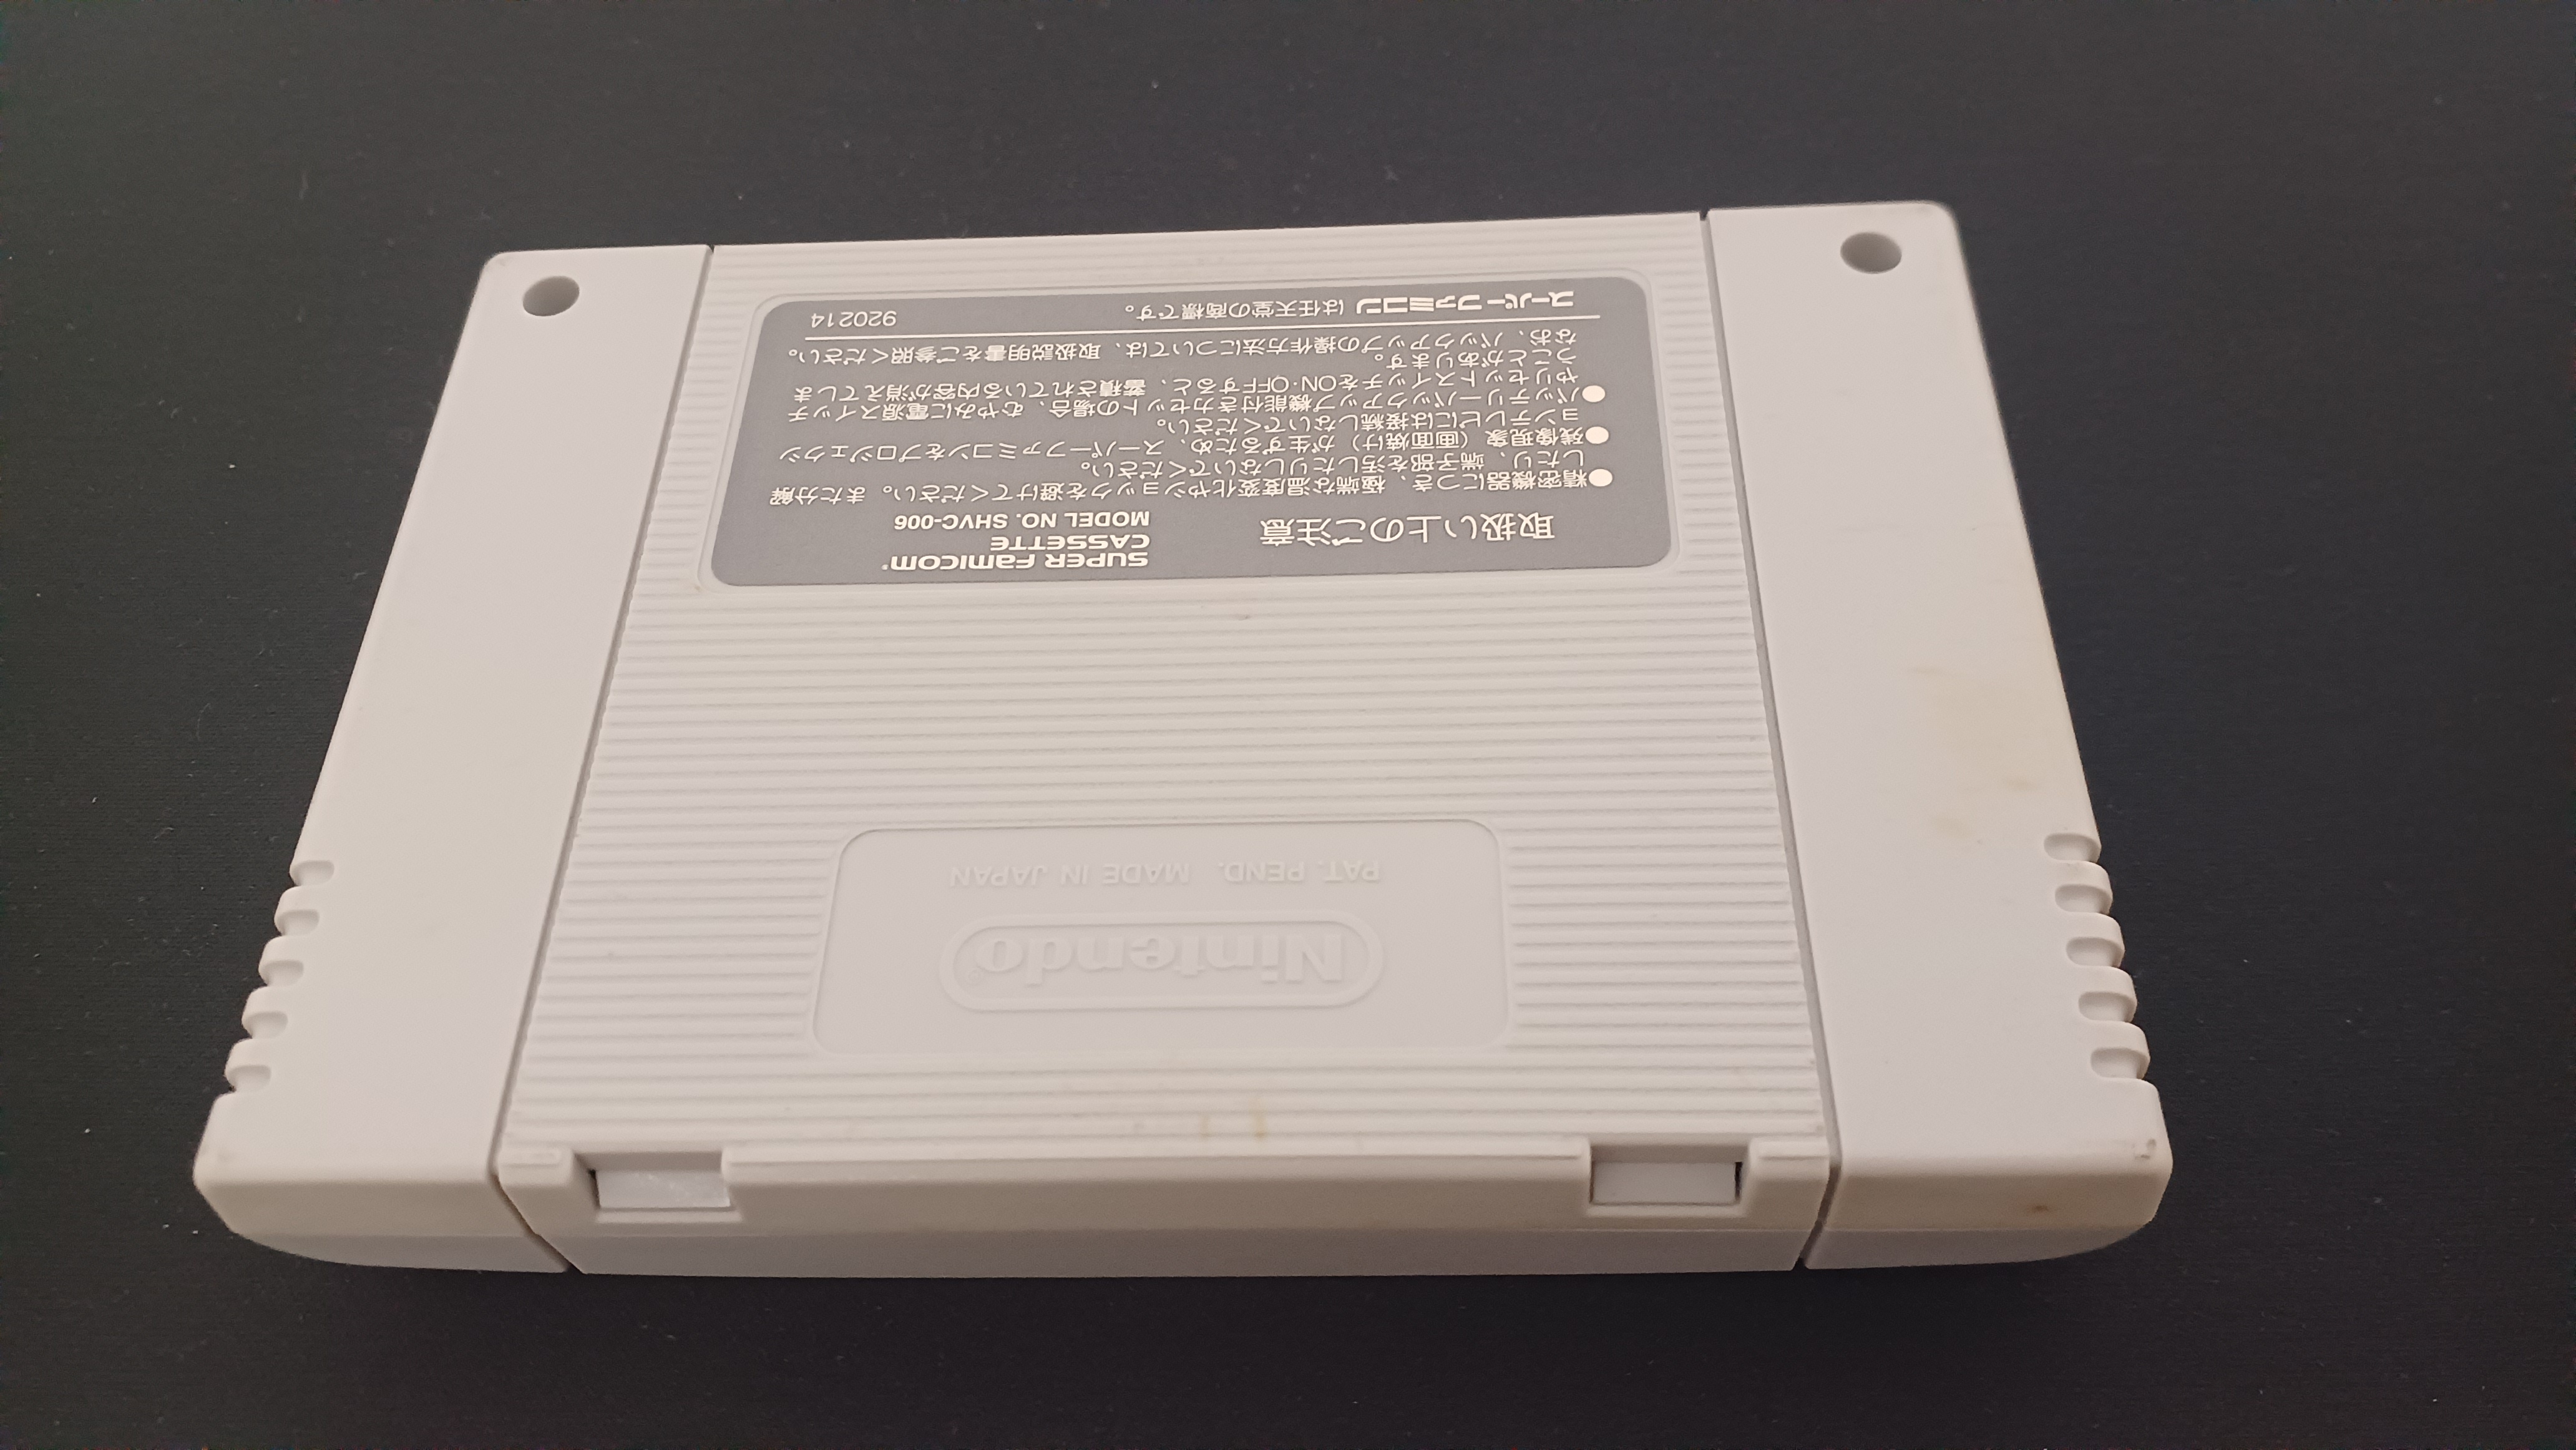 取扱い上のご注意
SUPER FAMICOM
CASSETTE
MODEL NO. SHVC-006
●精密機器につき、極端な温度変化やショックを避けてください。また分解
したり、端子部を汚したりしないでください。
●残像現象（画面焼け）が生ずるため、スーパーファミコンをプロジェクシ
ョンテレビには接続しないでください。
●バッテリーバックアップ機能付きカセットの場合、むやみに電源スイッチ
やリセットスイッチをON・OFFすると、蓄積されている内容が消えてしま
うことがあります。
なお、バックアップの操作方法については、取扱説明書をご参照ください。
スーパーファミコン は任天堂の商標です。 920214
Nintendo
PAT. PEND. MADE IN JAPAN